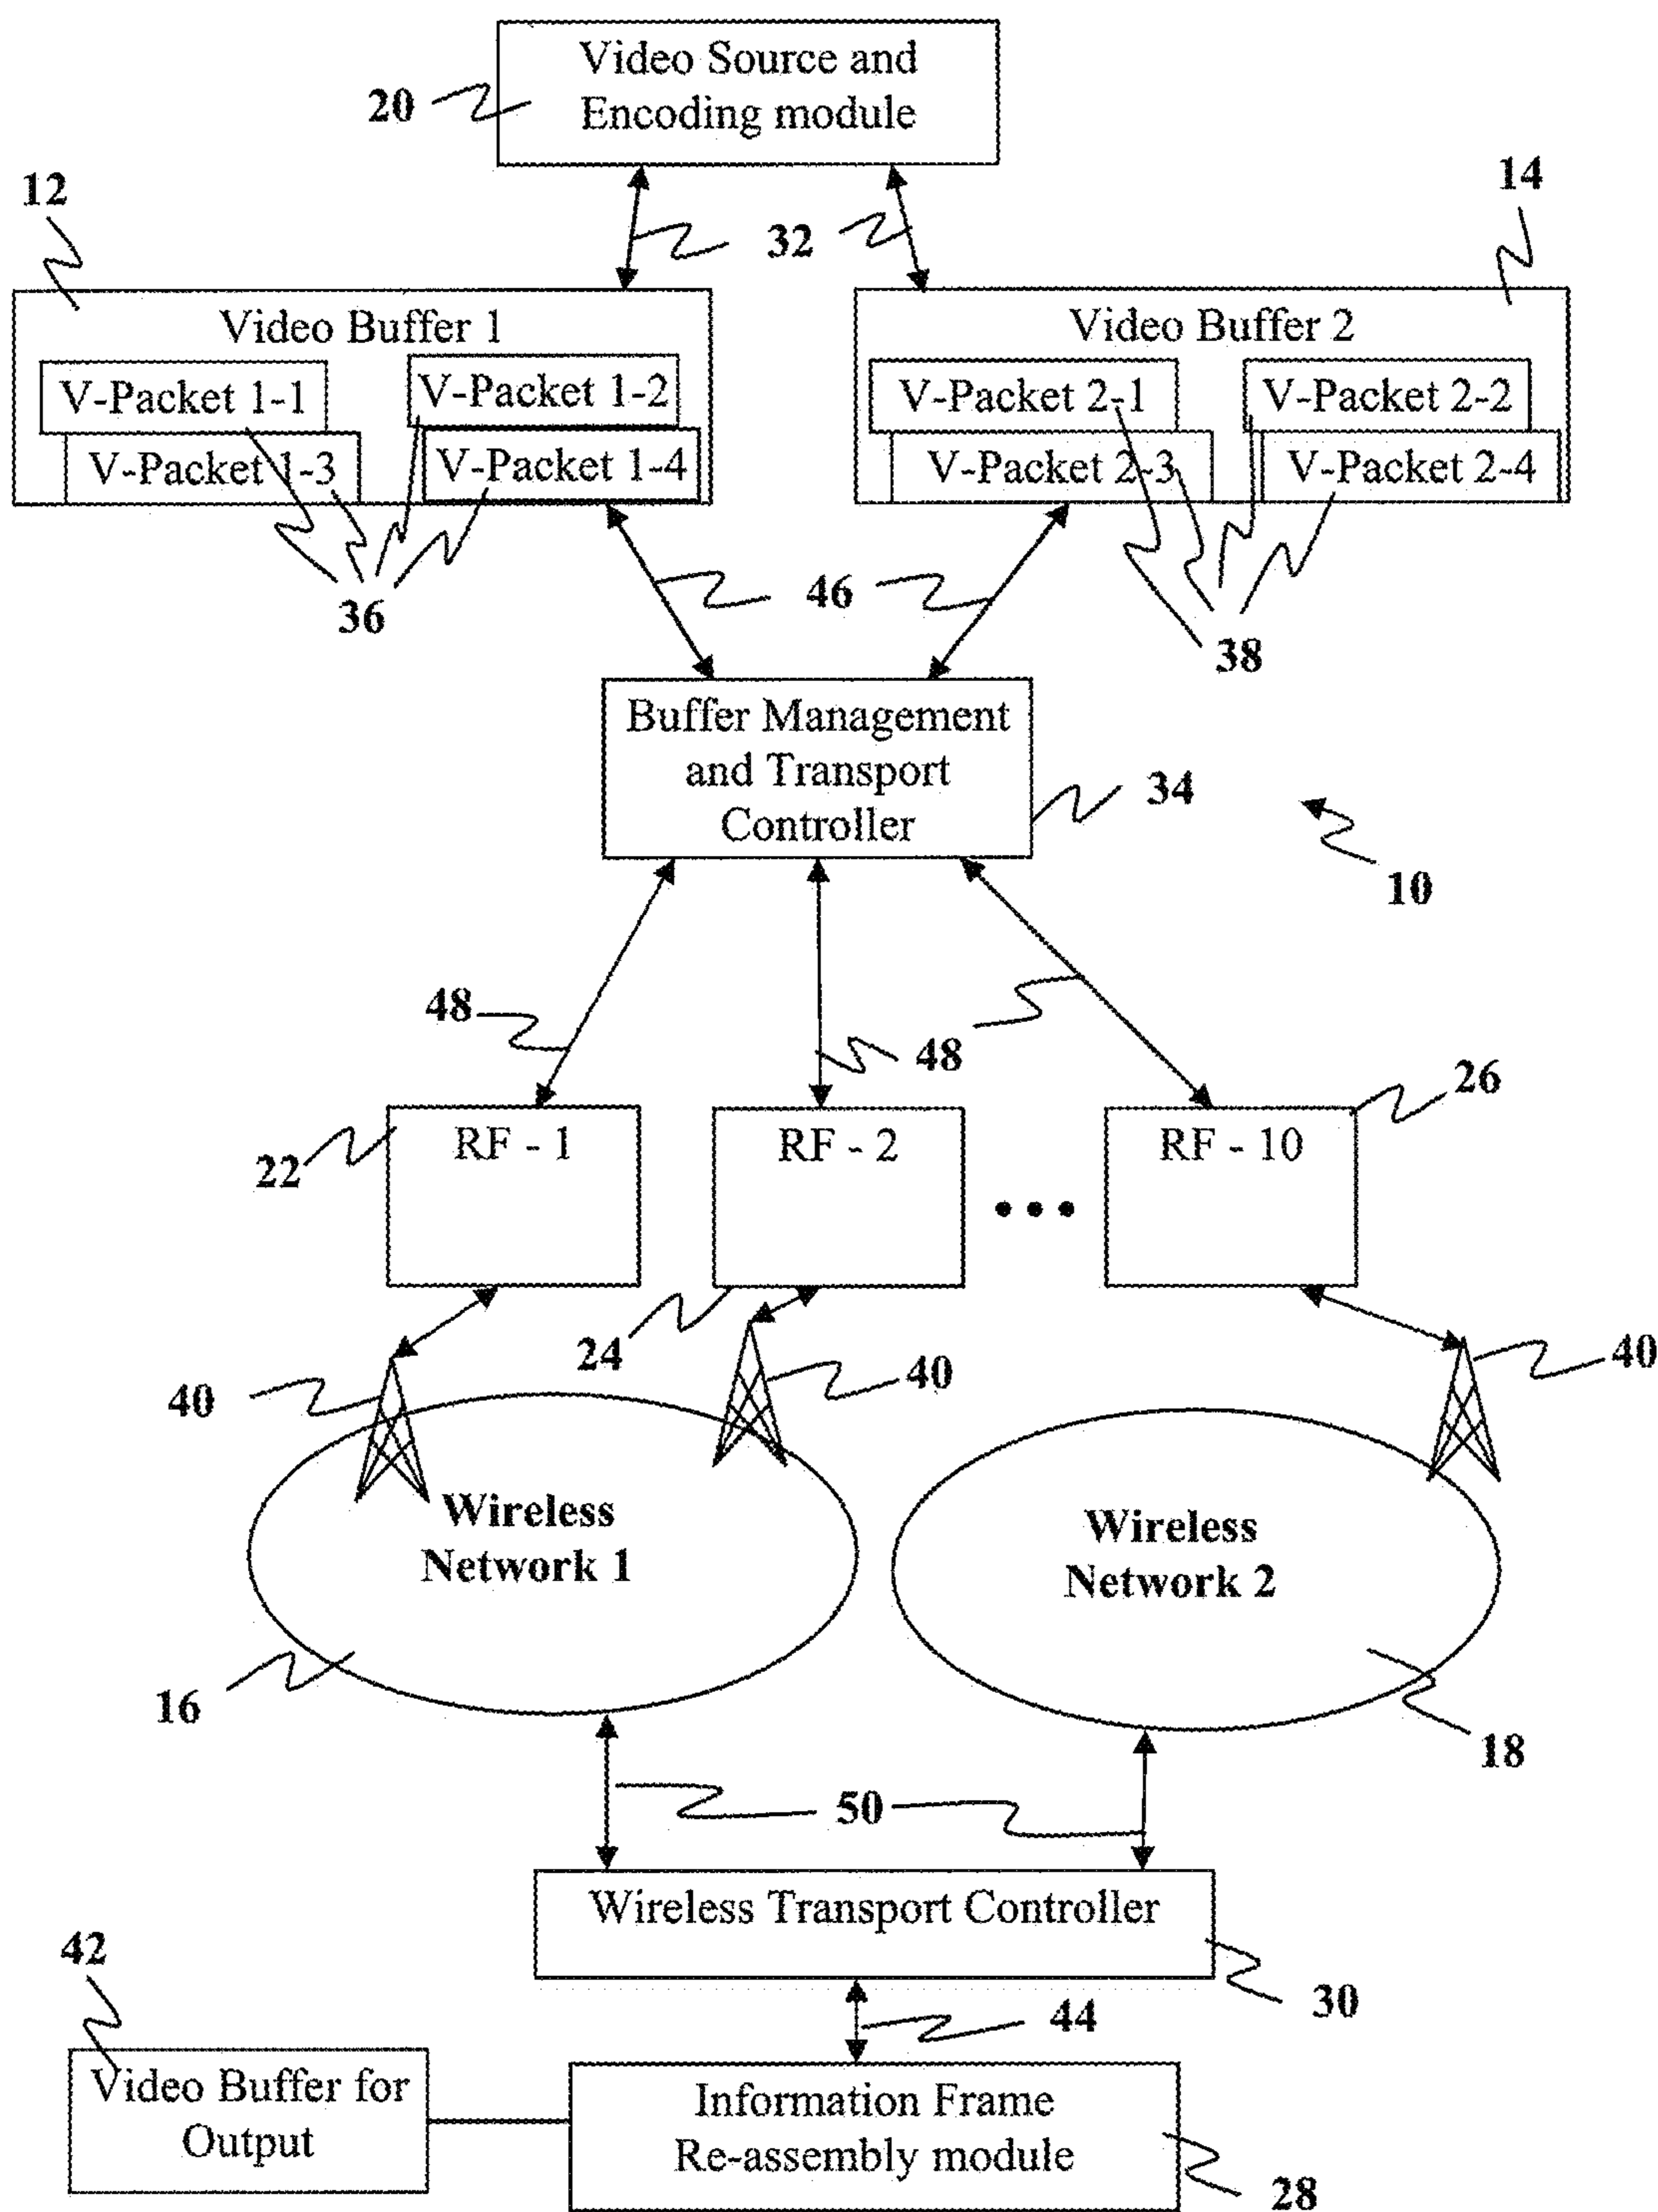 Video Source and
Encoding module
20
12
14
32
Video Buffer 1
V-Packet 1-1
V-Packet 1-2
V-Packet 1-3
V-Packet 1-4
Video Buffer 2
V-Packet 2-1
V-Packet 2-2
V-Packet 2-3
V-Packet 2-4
36
46
38
Buffer Management
and Transport
Controller
34
10
48
48
26
RF - 1
RF - 2
RF - 10
22
24
40
40
40
Wireless
Network 1
Wireless
Network 2
16
18
50
Wireless Transport Controller
42
30
44
Video Buffer for
Output
Information Frame
Re-assembly module
28